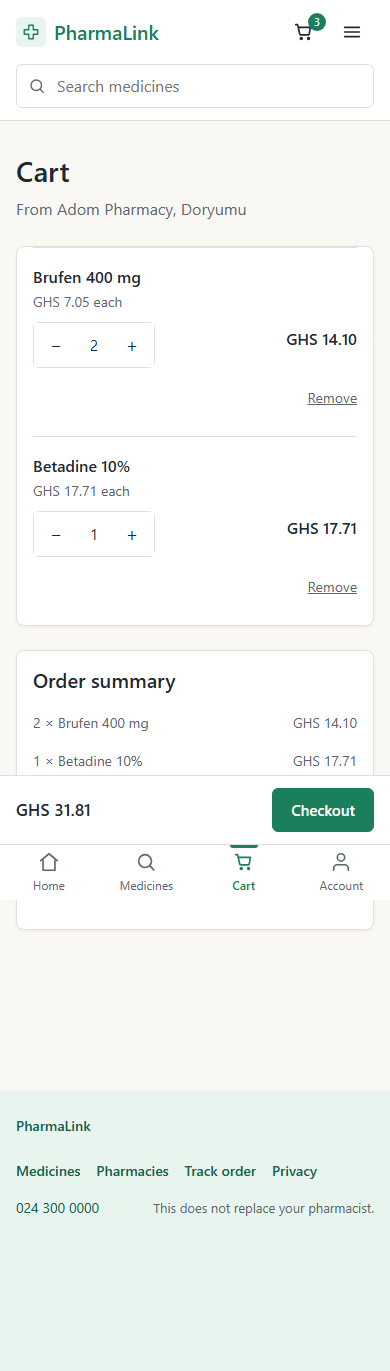 PharmaLink
3
Search medicines
Cart
From Adom Pharmacy, Doryumu
Brufen 400 mg
GHS 7.05 each
− 2 +
GHS 14.10
Remove
Betadine 10%
GHS 17.71 each
− 1 +
GHS 17.71
Remove
Order summary
2 × Brufen 400 mg GHS 14.10
1 × Betadine 10% GHS 17.71
GHS 31.81 Checkout
Home Medicines Cart Account
PharmaLink
Medicines Pharmacies Track order Privacy
024 300 0000 This does not replace your pharmacist.